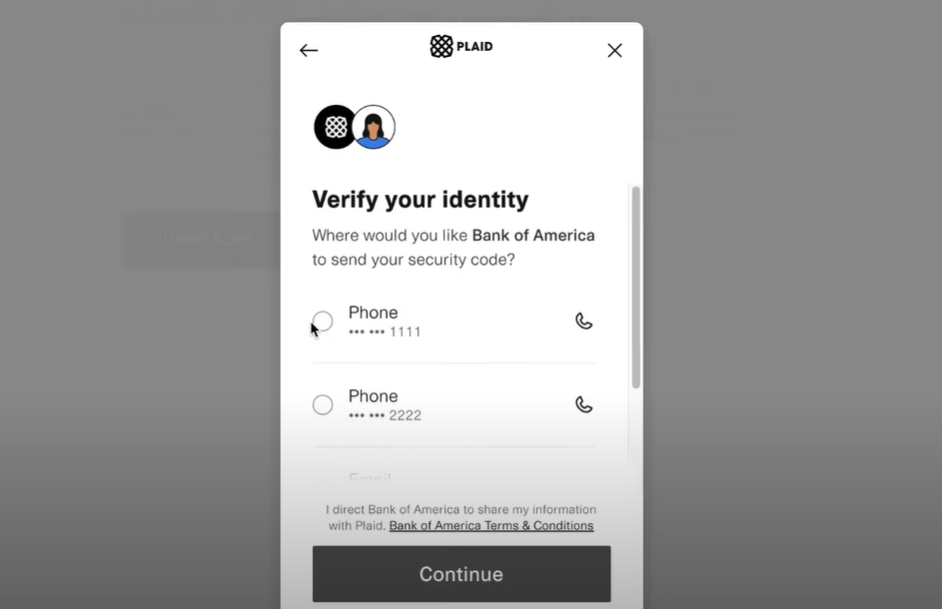 PLAID
Verify your identity
Where would you like Bank of America
to send your security code?
Phone
••• ••• 1111
Phone
••• ••• 2222
Email
I direct Bank of America to share my information
with Plaid. Bank of America Terms & Conditions
Continue